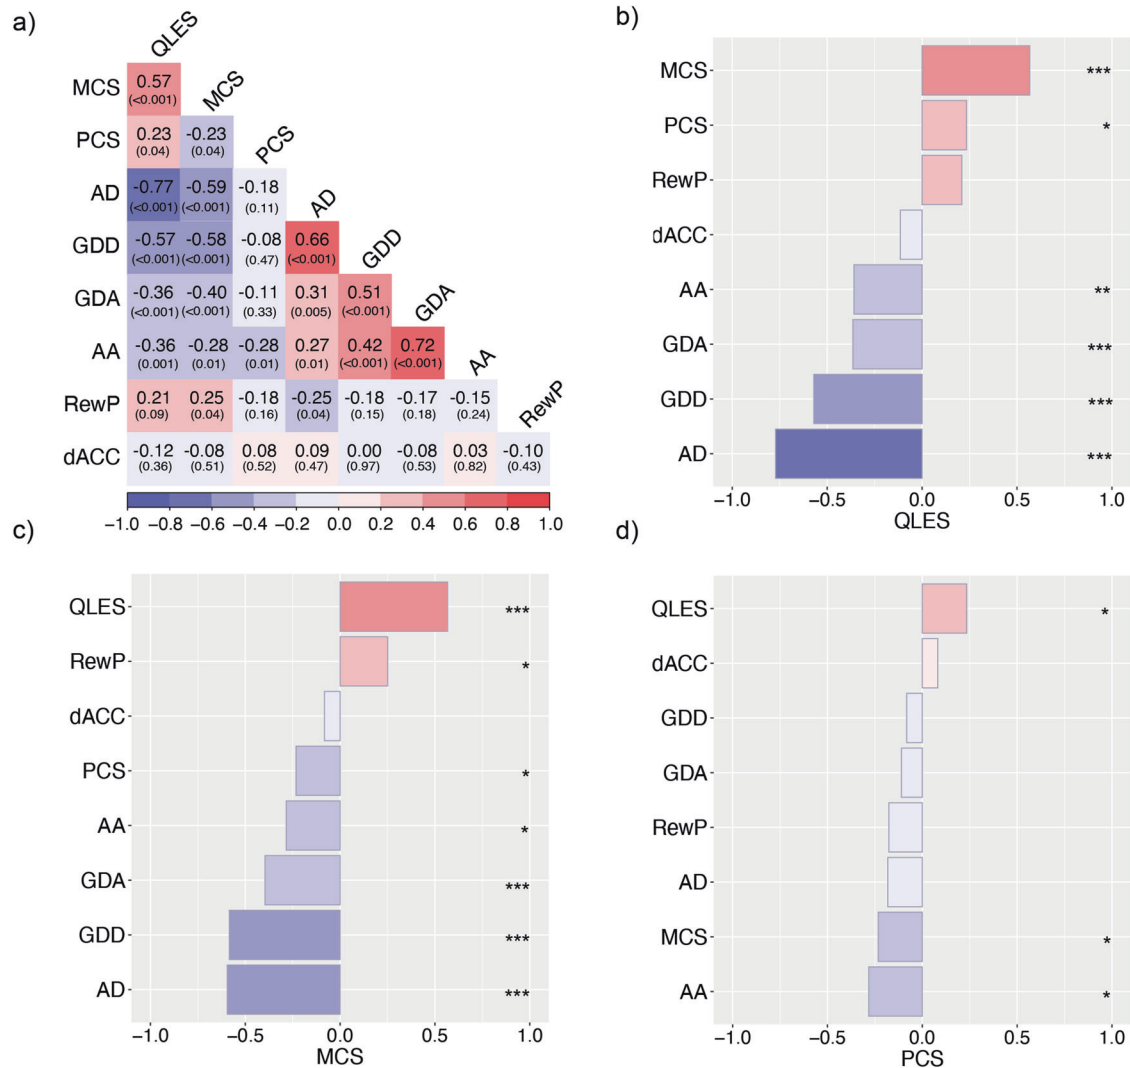 a)
QLES
MCS 0.57 MCS
(<0.001)
PCS 0.23 -0.23 PCS
(0.04) (0.04)
AD -0.77 -0.59 -0.18 AD
(<0.001) (<0.001) (0.11)
GDD -0.57 -0.58 -0.08 0.66 GDD
(<0.001) (<0.001) (0.47) (<0.001)
GDA -0.36 -0.40 -0.11 0.31 0.51 GDA
(<0.001) (<0.001) (0.33) (0.005) (<0.001)
AA -0.36 -0.28 -0.28 0.27 0.42 0.72 AA
(0.001) (0.01) (0.01) (0.01) (<0.001) (<0.001)
RewP 0.21 0.25 -0.18 -0.25 -0.18 -0.17 -0.15 RewP
(0.09) (0.04) (0.16) (0.04) (0.15) (0.18) (0.24)
dACC -0.12 -0.08 0.08 0.09 0.00 -0.08 0.03 -0.10
(0.36) (0.51) (0.52) (0.47) (0.97) (0.53) (0.82) (0.43)
−1.0 −0.8 −0.6 −0.4 −0.2 0.0 0.2 0.4 0.6 0.8 1.0
b)
MCS ***
PCS *
RewP
dACC
AA **
GDA ***
GDD ***
AD ***
−1.0 −0.5 0.0 0.5 1.0
QLES
c)
QLES ***
RewP *
dACC
PCS *
AA *
GDA ***
GDD ***
AD ***
−1.0 −0.5 0.0 0.5 1.0
MCS
d)
QLES *
dACC
GDD
GDA
RewP
AD
MCS *
AA *
−1.0 −0.5 0.0 0.5 1.0
PCS